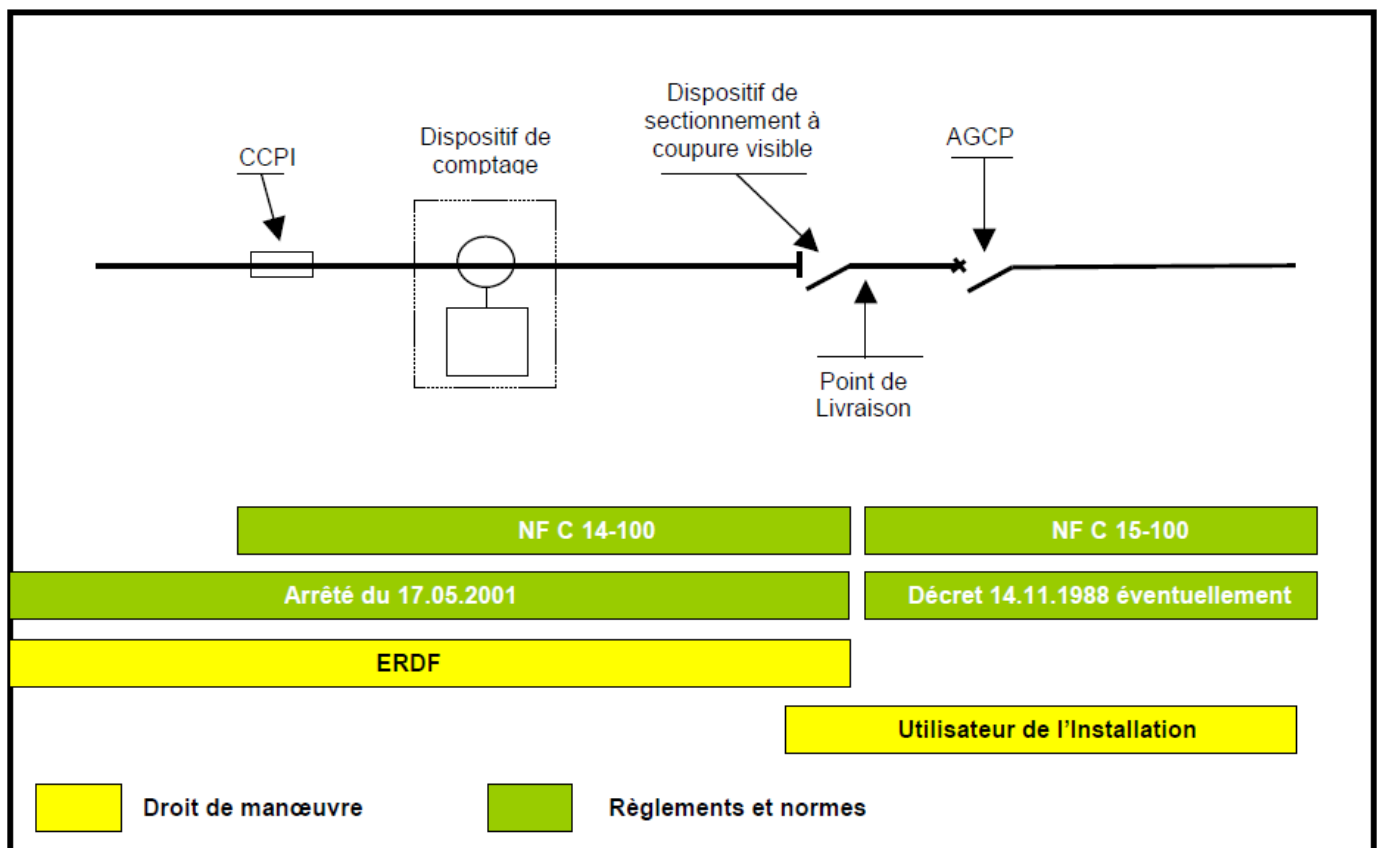 Dispositif de
sectionnement à
coupure visible
Dispositif de
comptage
AGCP
CCPI
Point de
Livraison
NF C 14-100
NF C 15-100
Arrêté du 17.05.2001
Décret 14.11.1988 éventuellement
ERDF
Utilisateur de l'Installation
Droit de manœuvre
Règlements et normes